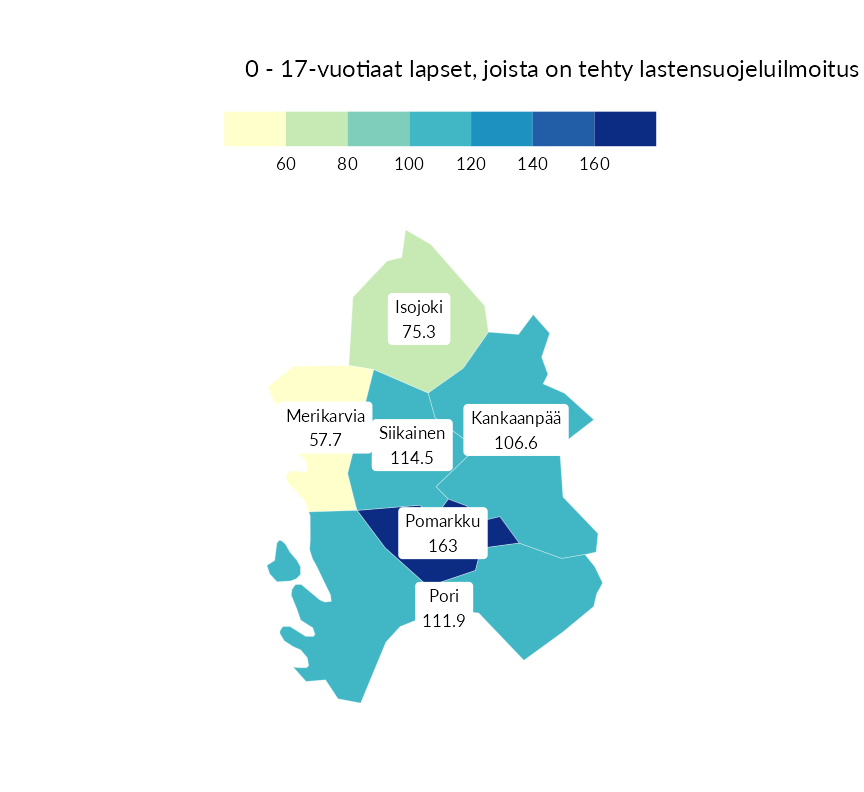 0 - 17-vuotiaat lapset, joista on tehty lastensuojeluilmoitus
60 80 100 120 140 160
Isojoki
75.3
Merikarvia
57.7
Siikainen
114.5
Kankaanpää
106.6
Pomarkku
163
Pori
111.9